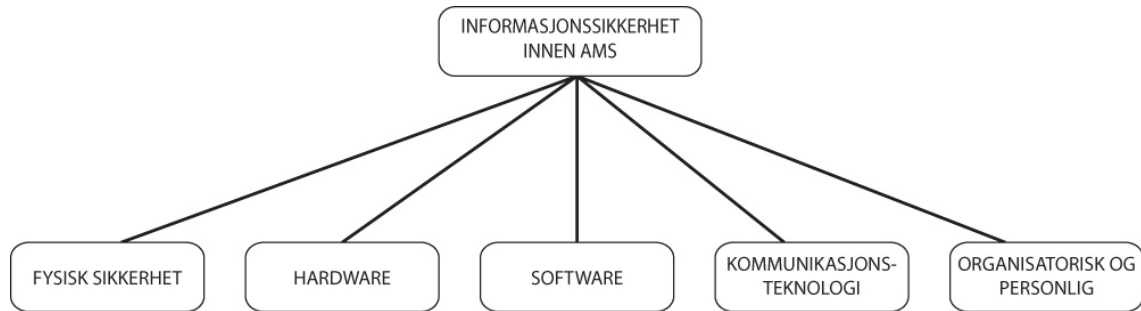 INFORMASJONSSIKKERHET
INNEN AMS
FYSISK SIKKERHET
HARDWARE
SOFTWARE
KOMMUNIKASJONS-
TEKNOLOGI
ORGANISATORISK OG
PERSONLIG